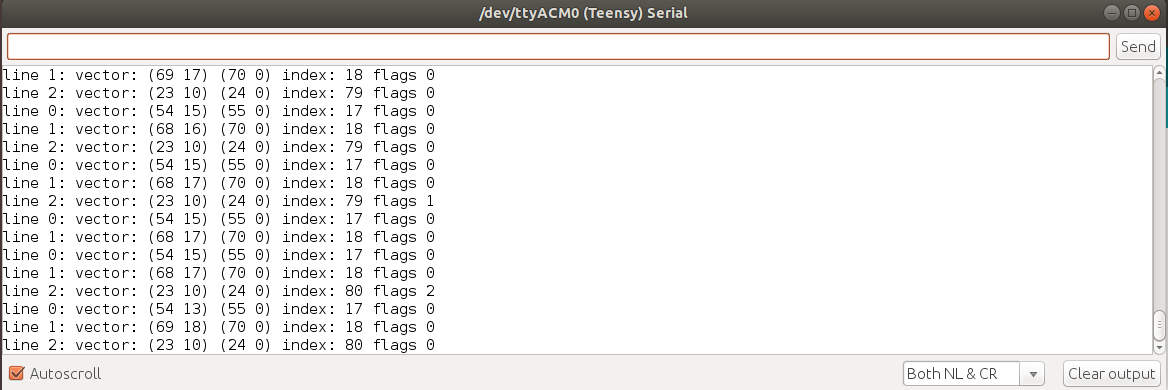 /dev/ttyACM0 (Teensy) Serial
Send
line 1: vector: (69 17) (70 0) index: 18 flags 0
line 2: vector: (23 10) (24 0) index: 79 flags 0
line 0: vector: (54 15) (55 0) index: 17 flags 0
line 1: vector: (68 16) (70 0) index: 18 flags 0
line 2: vector: (23 10) (24 0) index: 79 flags 0
line 0: vector: (54 15) (55 0) index: 17 flags 0
line 1: vector: (68 17) (70 0) index: 18 flags 0
line 2: vector: (23 10) (24 0) index: 79 flags 1
line 0: vector: (54 15) (55 0) index: 17 flags 0
line 1: vector: (68 17) (70 0) index: 18 flags 0
line 0: vector: (54 15) (55 0) index: 17 flags 0
line 1: vector: (68 17) (70 0) index: 18 flags 0
line 2: vector: (23 10) (24 0) index: 80 flags 2
line 0: vector: (54 13) (55 0) index: 17 flags 0
line 1: vector: (69 18) (70 0) index: 18 flags 0
line 2: vector: (23 10) (24 0) index: 80 flags 0
Autoscroll
Both NL & CR
Clear output